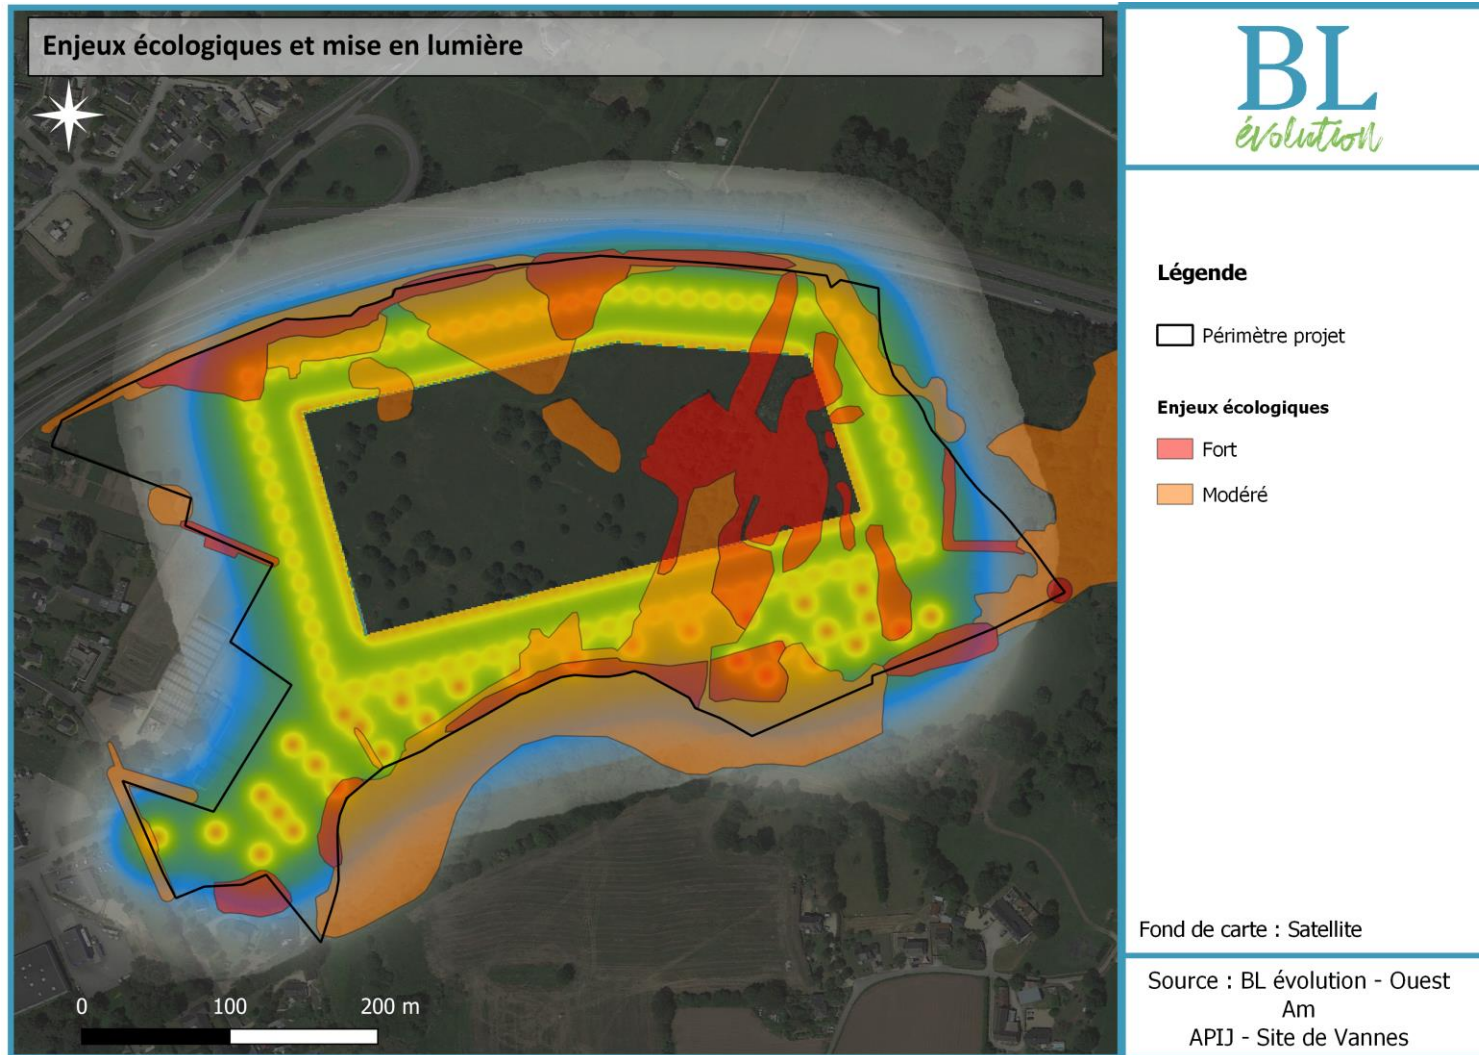 Enjeux écologiques et mise en lumière
BL
évolution
Légende
Périmètre projet
Enjeux écologiques
Fort
Modéré
Fond de carte : Satellite
Source : BL évolution - Ouest
Am
APIJ - Site de Vannes
0 100 200 m